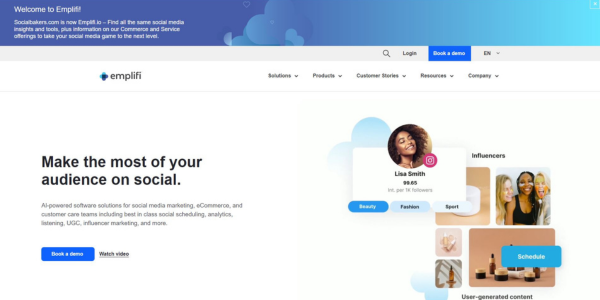 Welcome to Emplifi!
Socialbakers.com is now Emplifi.io – Find all the same social media
insights and tools, plus information on our Commerce and Service
offerings to take your social media game to the next level.
Login
Book a demo
EN
emplifi
Solutions
Products
Customer Stories
Resources
Company
Make the most of your
audience on social.
AI-powered software solutions for social media marketing, eCommerce, and
customer care teams including best in class social scheduling, analytics,
listening, UGC, influencer marketing, and more.
Book a demo
Watch video
Lisa Smith
99.65
Int. per 1K followers
Beauty
Fashion
Sport
Influencers
Schedule
User-generated content